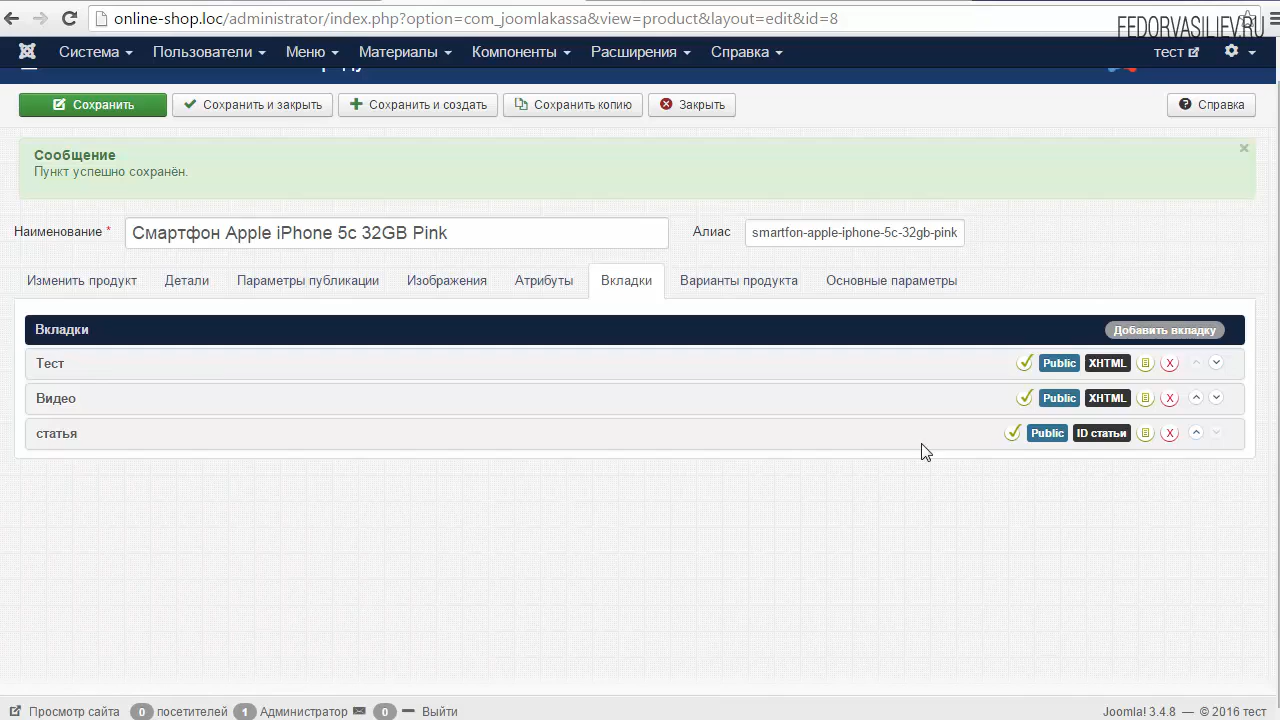 online-shop.loc/administrator/index.php?option=com_joomlakassa&view=product&layout=edit&id=8
FEDORVASILIEV.RU
Система Пользователи Меню Материалы Компоненты Расширения Справка тест
Сохранить Сохранить и закрыть Сохранить и создать Сохранить копию Закрыть Справка
Сообщение ×
Пункт успешно сохранён.
Наименование * Смартфон Apple iPhone 5c 32GB Pink Алиас smartfon-apple-iphone-5c-32gb-pink
Изменить продукт Детали Параметры публикации Изображения Атрибуты Вкладки Варианты продукта Основные параметры
Вкладки Добавить вкладку
Тест Public XHTML X
Видео Public XHTML X
статья Public ID статьи X
Просмотр сайта 0 посетителей 1 Администратор 0 Выйти Joomla! 3.4.8 — © 2016 тест